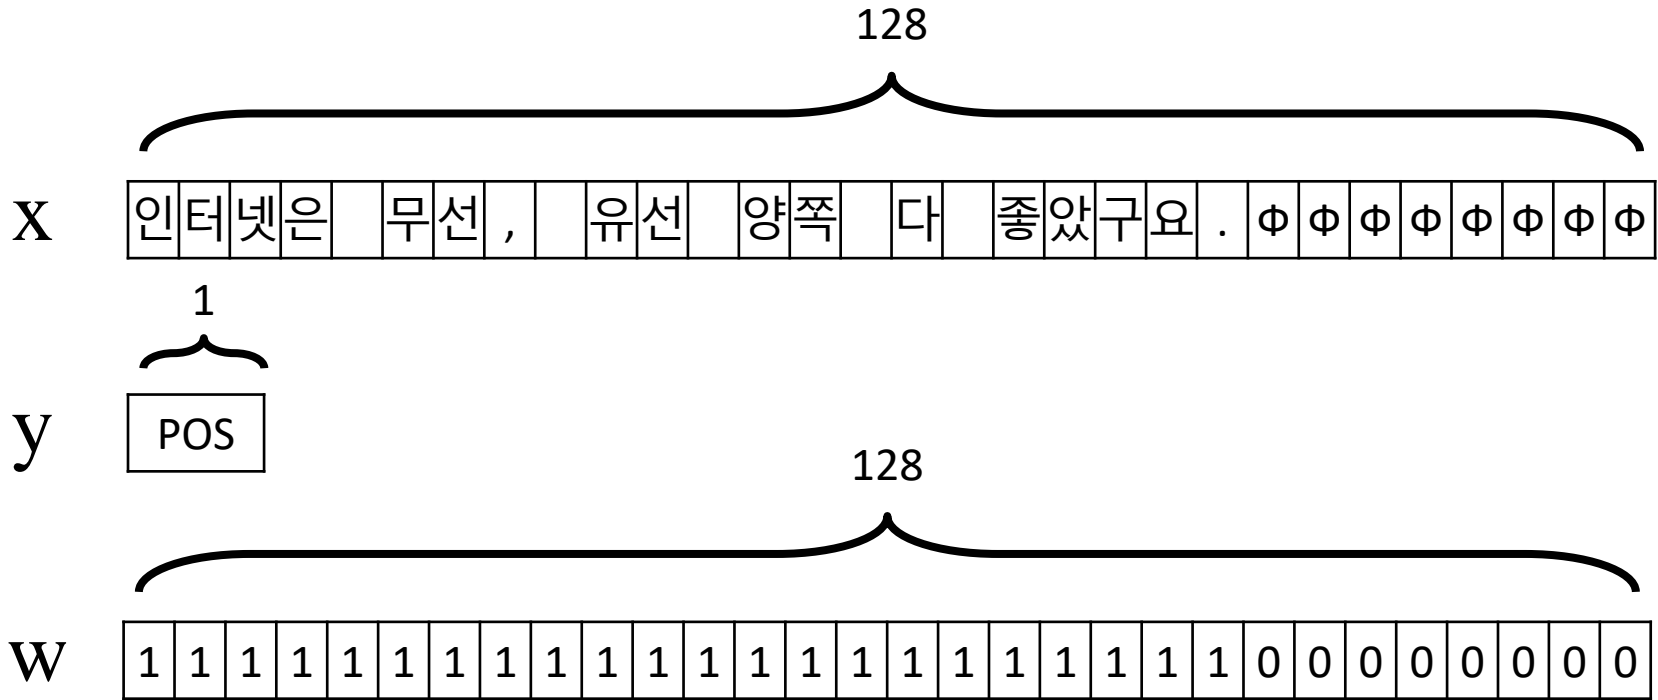 128
x 인터넷은 무선, 유선 양쪽 다 좋았구요. Φ Φ Φ Φ Φ Φ Φ Φ
1
y POS
128
w 1 1 1 1 1 1 1 1 1 1 1 1 1 1 1 1 1 1 1 1 1 1 0 0 0 0 0 0 0 0